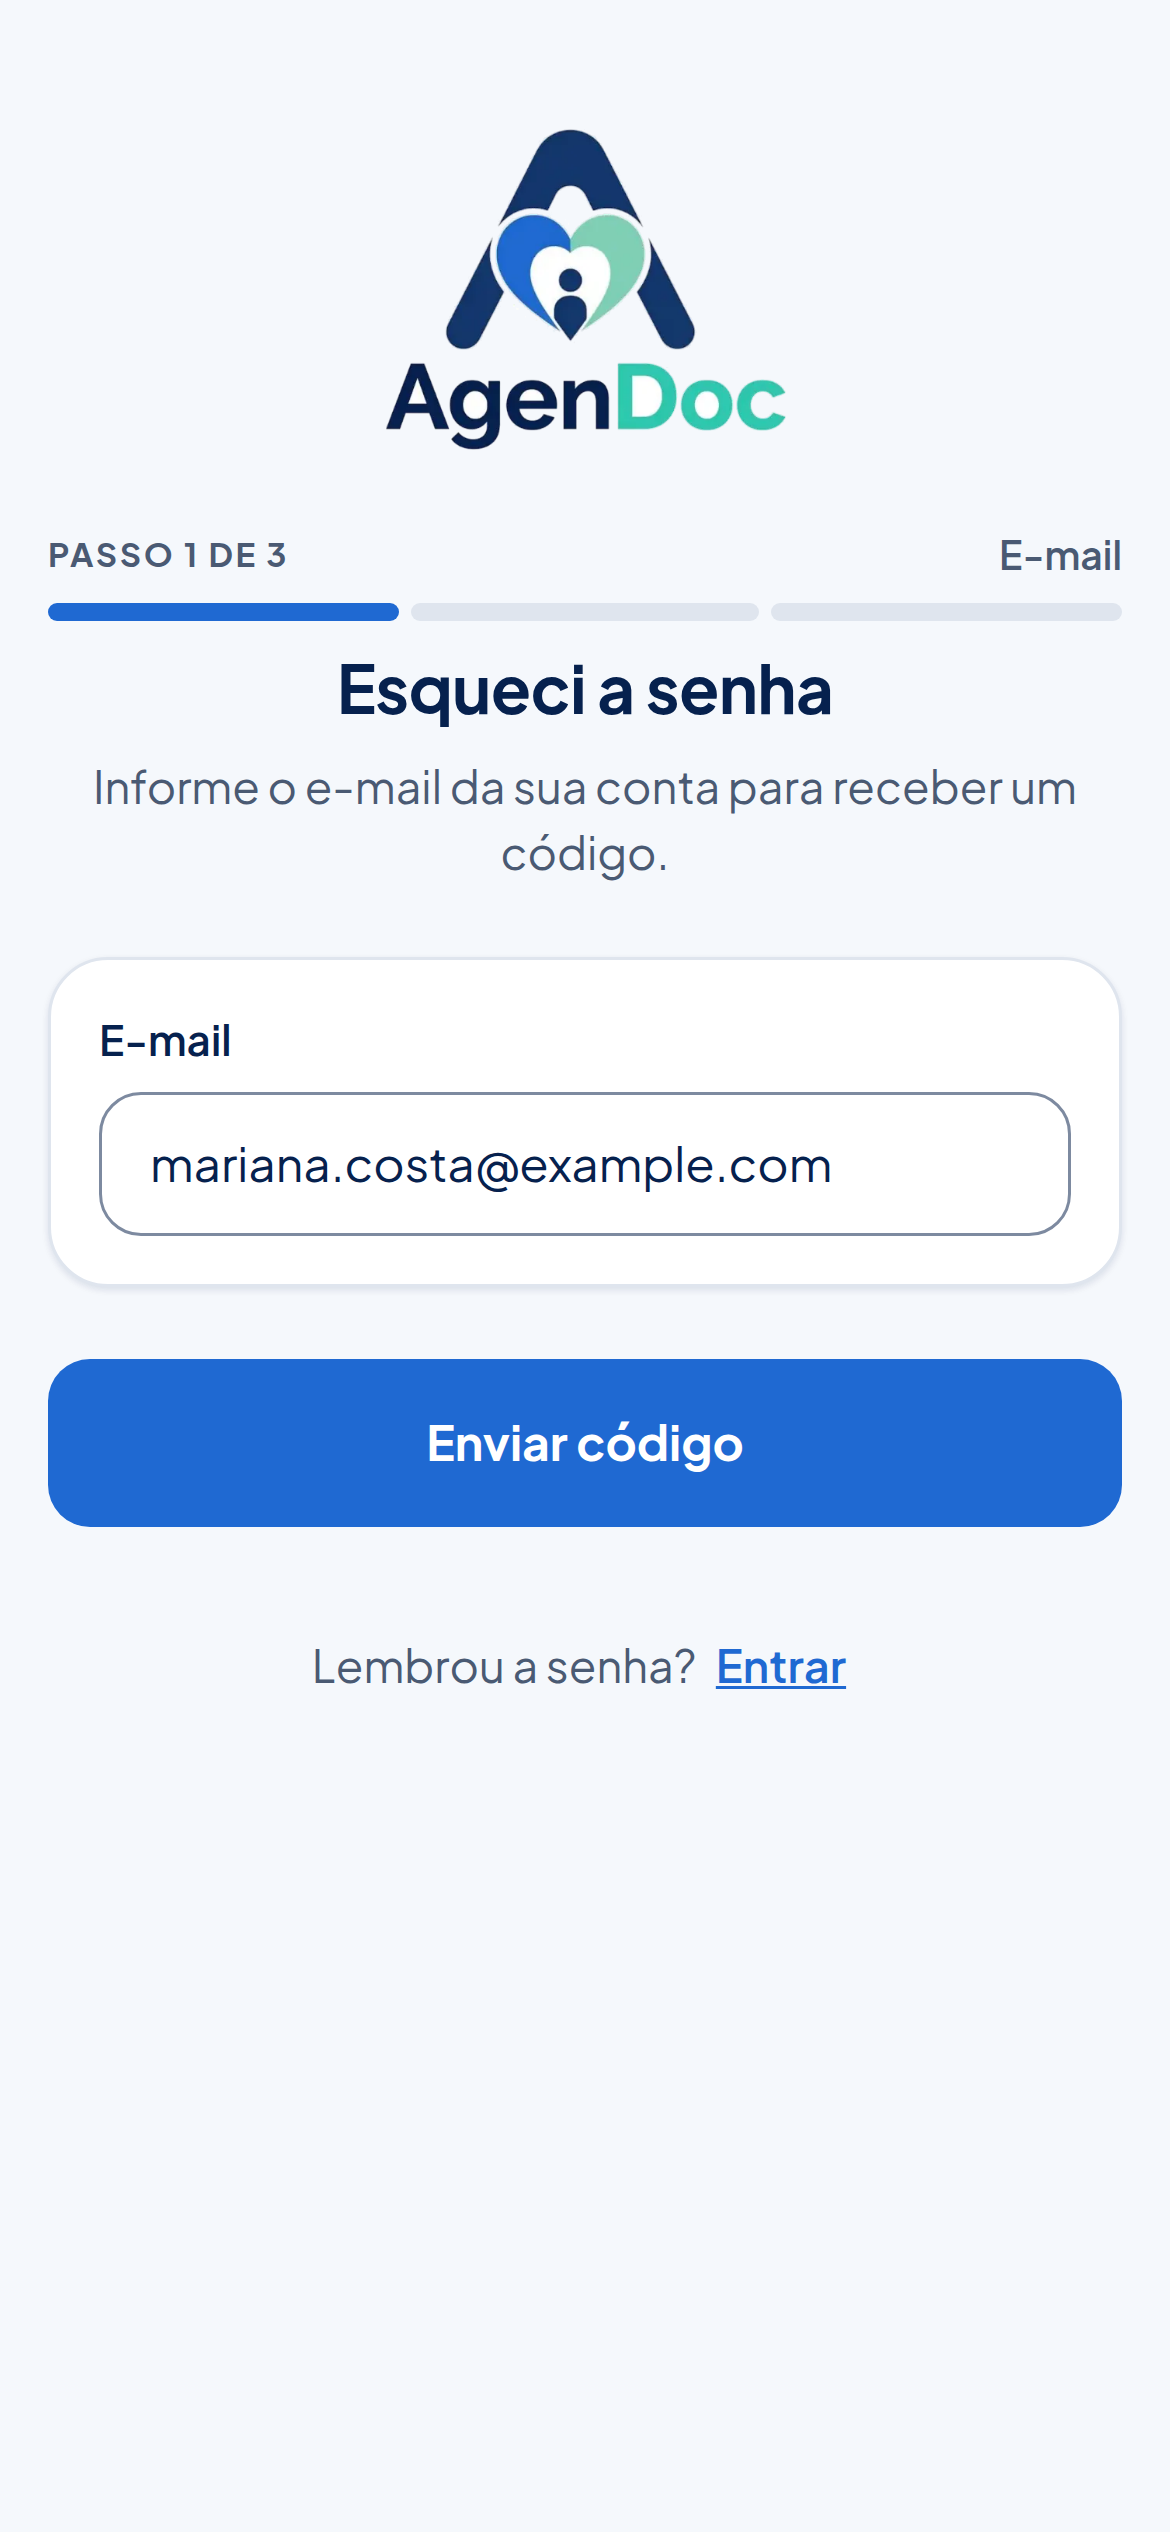 AgenDoc
PASSO 1 DE 3
E-mail
Esqueci a senha
Informe o e-mail da sua conta para receber um
código.
E-mail
mariana.costa@example.com
Enviar código
Lembrou a senha? Entrar